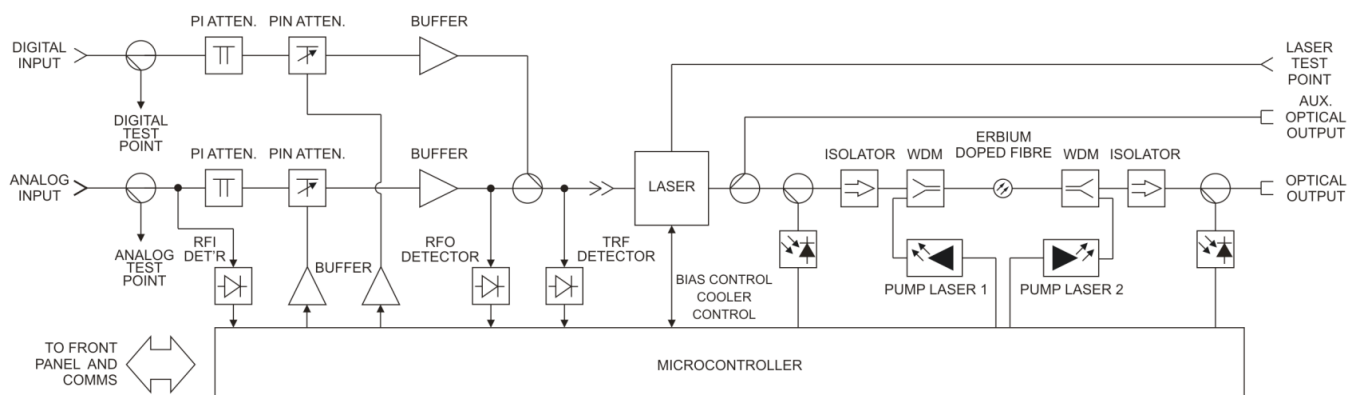 PI ATTEN.
PIN ATTEN.
BUFFER
DIGITAL
INPUT
LASER
TEST
POINT
DIGITAL
TEST
POINT
AUX.
OPTICAL
OUTPUT
PI ATTEN.
PIN ATTEN.
BUFFER
ERBIUM
DOPED FIBRE
ISOLATOR
WDM
WDM
ISOLATOR
ANALOG
INPUT
LASER
OPTICAL
OUTPUT
ANALOG
TEST
POINT
RFI
DET'R
BUFFER
RFO
DETECTOR
TRF
DETECTOR
BIAS CONTROL
COOLER
CONTROL
PUMP LASER 1
PUMP LASER 2
TO FRONT
PANEL AND
COMMS
MICROCONTROLLER